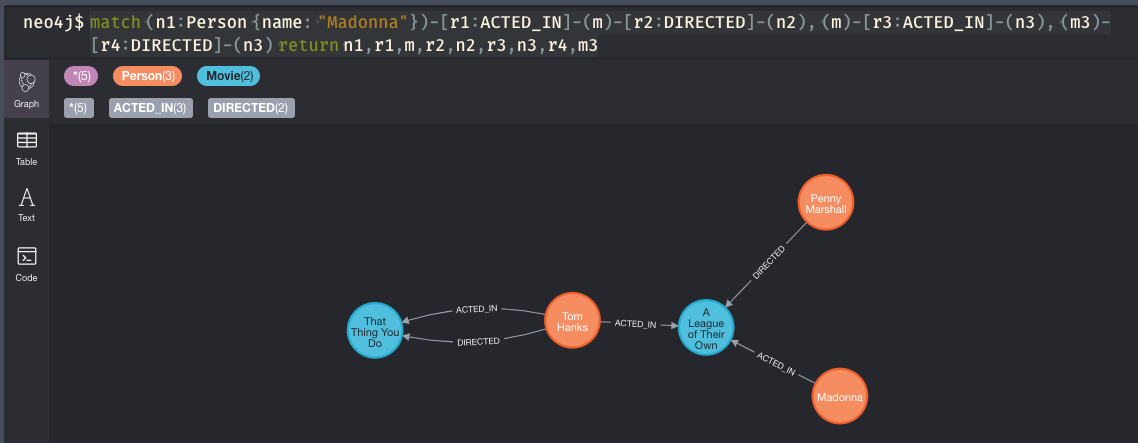 neo4j$ match (n1:Person {name: "Madonna"})-[r1:ACTED_IN]-(m)-[r2:DIRECTED]-(n2), (m)-[r3:ACTED_IN]-(n3), (m3)-
[r4:DIRECTED]-(n3) return n1,r1,m,r2,n2,r3,n3,r4,m3
*(5) Person(3) Movie(2)
*(5) ACTED_IN(3) DIRECTED(2)
Graph
Table
Text
Code
Penny
Marshall
DIRECTED
That
Thing You
Do
ACTED_IN
DIRECTED
Tom
Hanks
ACTED_IN
A
League
of Their
Own
ACTED_IN
Madonna